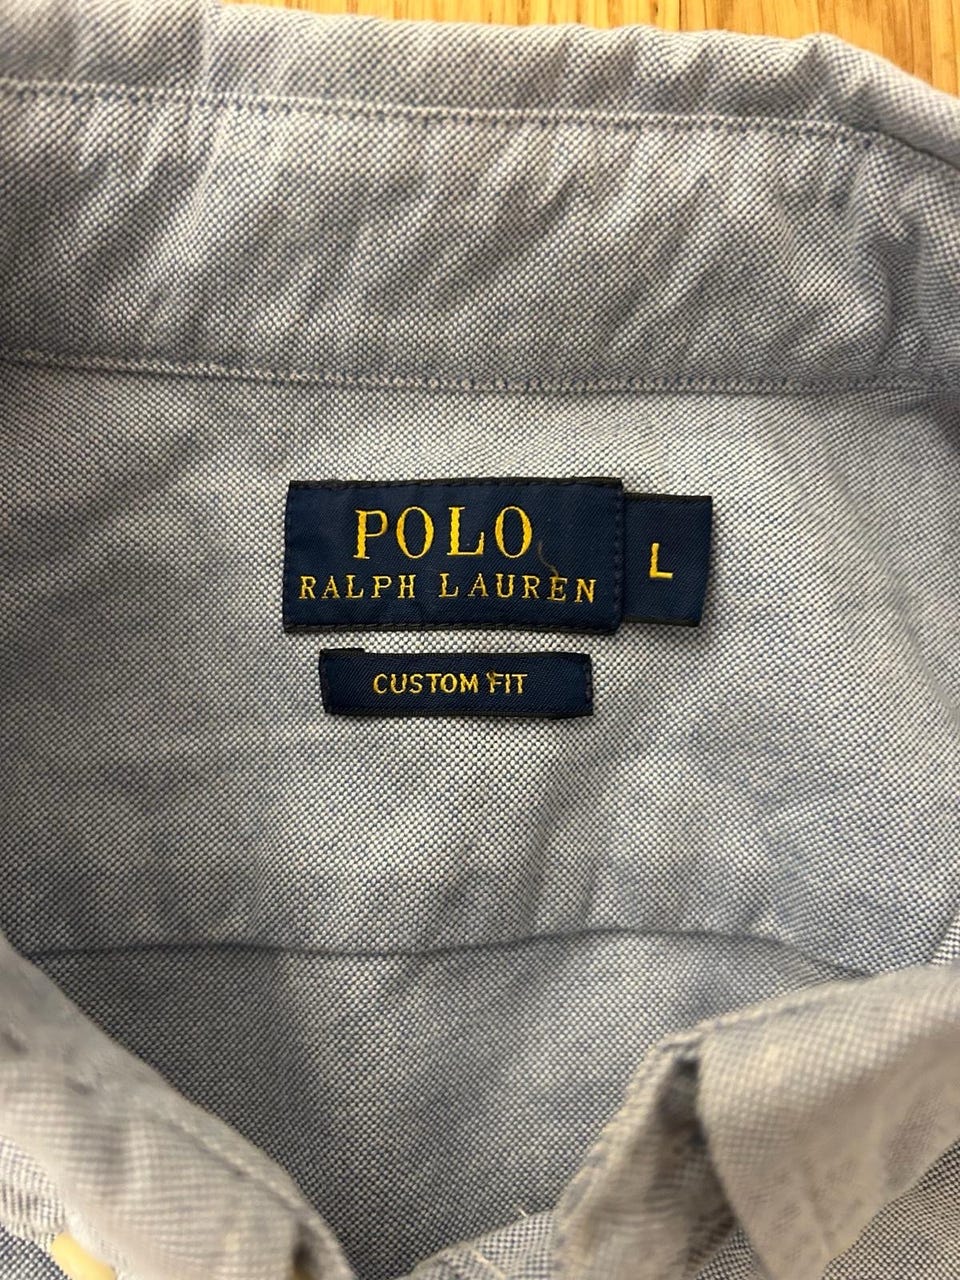 POLO
RALPH LAUREN
L
CUSTOM FIT